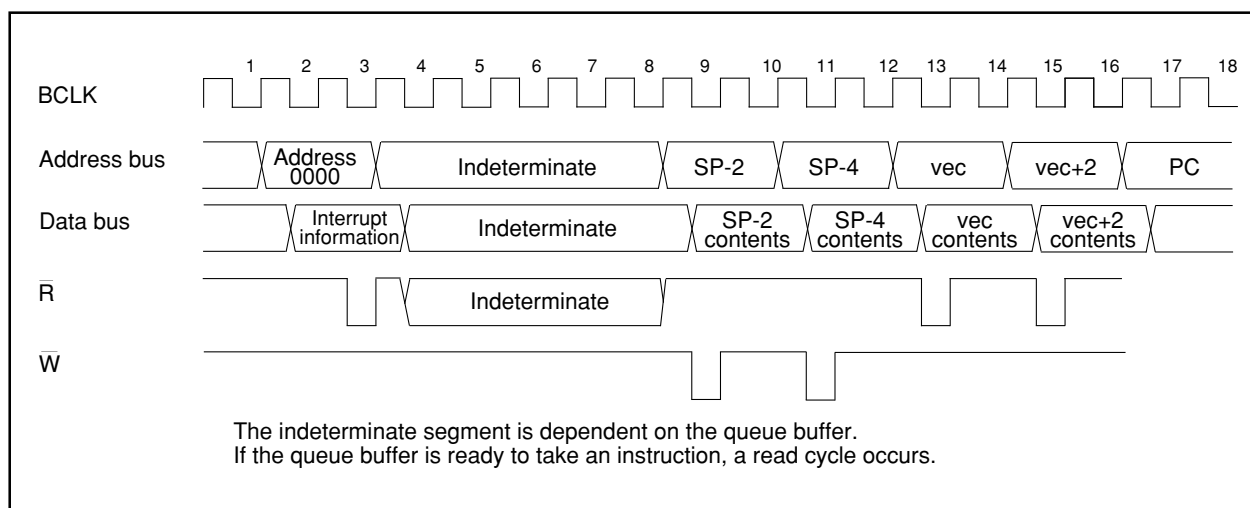 1 2 3 4 5 6 7 8 9 10 11 12 13 14 15 16 17 18
BCLK
Address bus
Address
0000
Indeterminate
SP-2
SP-4
vec
vec+2
PC
Data bus
Interrupt
information
Indeterminate
SP-2
contents
SP-4
contents
vec
contents
vec+2
contents
R
Indeterminate
W
The indeterminate segment is dependent on the queue buffer.
If the queue buffer is ready to take an instruction, a read cycle occurs.